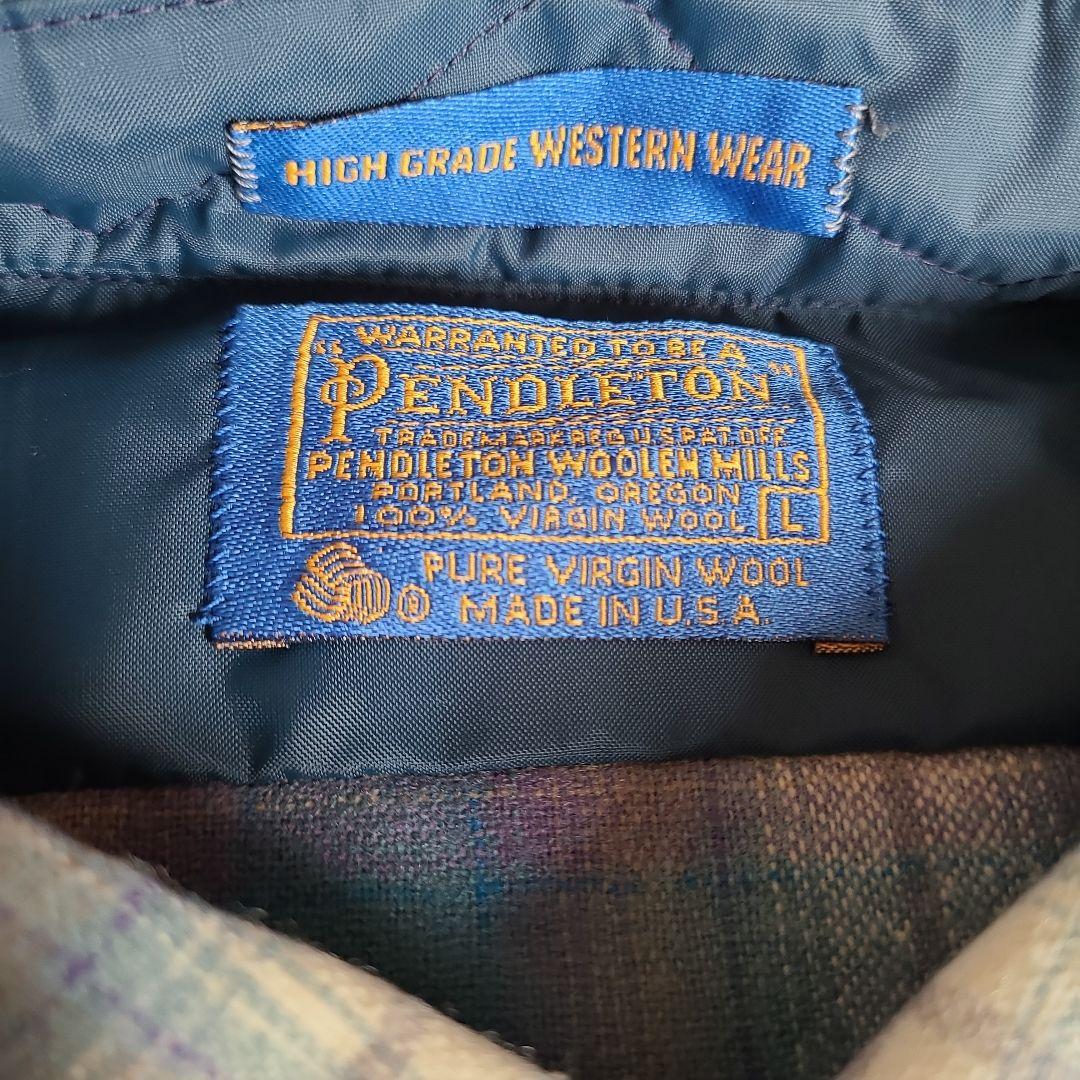 HIGH GRADE WESTERN WEAR
WARRANTED TO BE A
"PENDLETON"
TRADEMARK REG U.S. PAT. OFF.
PENDLETON WOOLEN MILLS
PORTLAND, OREGON
100% VIRGIN WOOL L
PURE VIRGIN WOOL
® MADE IN U.S.A.